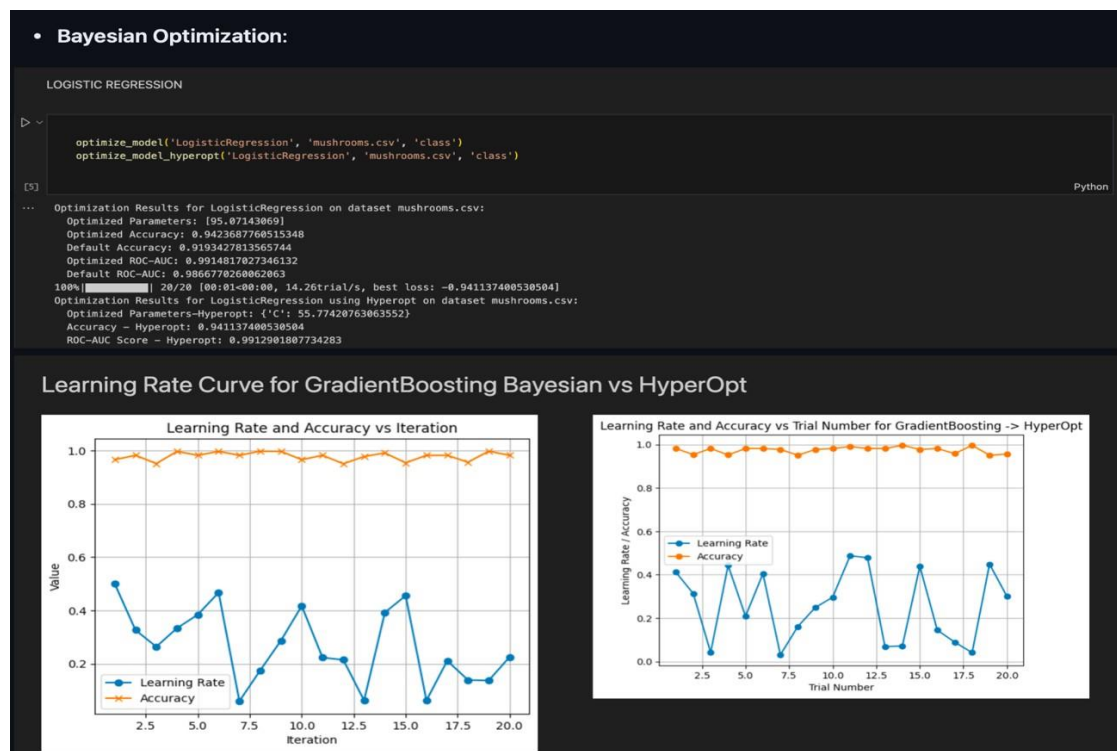 • Bayesian Optimization:
LOGISTIC REGRESSION
optimize_model('LogisticRegression', 'mushrooms.csv', 'class')
optimize_model_hyperopt('LogisticRegression', 'mushrooms.csv', 'class')
[5]
Python
... Optimization Results for LogisticRegression on dataset mushrooms.csv:
Optimized Parameters: [95.07143069]
Optimized Accuracy: 0.9423687760515348
Default Accuracy: 0.9193427813565744
Optimized ROC-AUC: 0.9914817027346132
Default ROC-AUC: 0.9866770260062063
100%|██████████| 20/20 [00:01<00:00, 14.26trial/s, best loss: -0.941137400530504]
Optimization Results for LogisticRegression using Hyperopt on dataset mushrooms.csv:
Optimized Parameters-Hyperopt: {'C': 55.77420763063552}
Accuracy - Hyperopt: 0.941137400530504
ROC-AUC Score - Hyperopt: 0.9912901807734283
Learning Rate Curve for GradientBoosting Bayesian vs HyperOpt
Learning Rate and Accuracy vs Iteration
1.0
0.8
0.6
0.4
0.2
Value
Learning Rate
Accuracy
2.5 5.0 7.5 10.0 12.5 15.0 17.5 20.0
Iteration
Learning Rate and Accuracy vs Trial Number for GradientBoosting -> HyperOpt
1.0
0.8
0.6
0.4
0.2
0.0
Learning Rate / Accuracy
Learning Rate
Accuracy
2.5 5.0 7.5 10.0 12.5 15.0 17.5 20.0
Trial Number